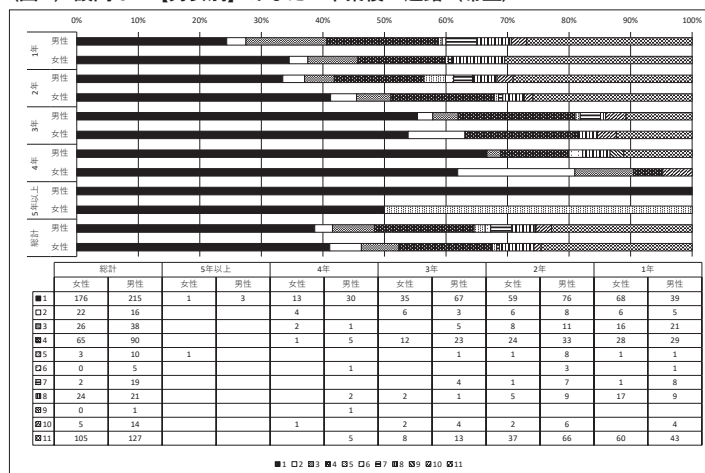 0% 10% 20% 30% 40% 50% 60% 70% 80% 90% 100%
1年 男性
女性
2年 男性
女性
3年 男性
女性
4年 男性
女性
5年以上 男性
女性
総計 男性
女性
総計 5年以上 4年 3年 2年 1年
女性 男性 女性 男性 女性 男性 女性 男性 女性 男性 女性 男性
1 176 215 1 3 13 30 35 67 59 76 68 39
2 22 16 4 6 3 6 8 6 5
3 26 38 2 1 5 8 11 16 21
4 65 90 1 5 12 23 24 33 28 29
5 3 10 1 1 1 8 1 1
6 0 5 1 3 1
7 2 19 4 1 7 1 8
8 24 21 2 2 1 5 9 17 9
9 0 1 1
10 5 14 1 2 4 2 6 4
11 105 127 5 8 13 37 66 60 43
1 2 3 4 5 6 7 8 9 10 11